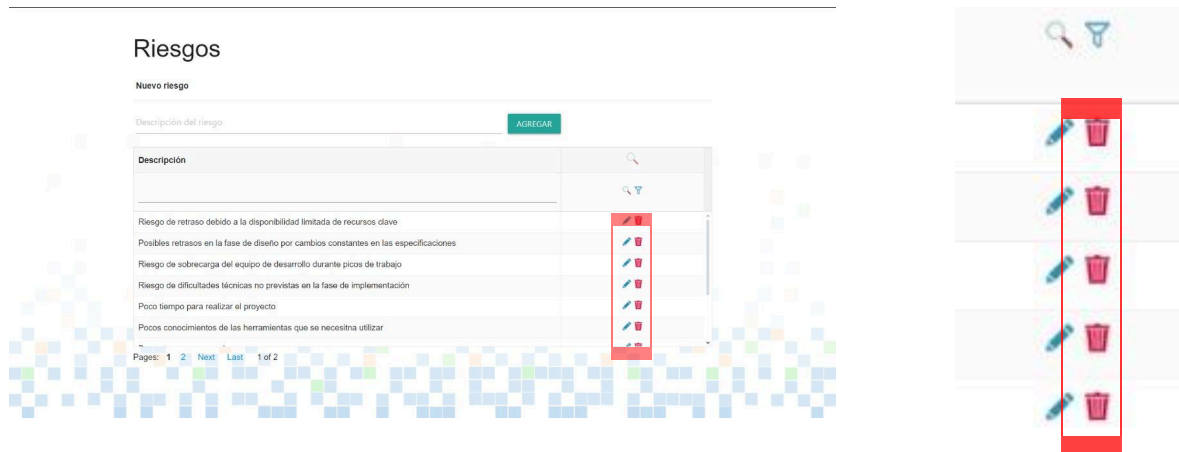 Riesgos
Nuevo riesgo
Descripción del riesgo
AGREGAR
Descripción
Riesgo de retraso debido a la disponibilidad limitada de recursos clave
Posibles retrasos en la fase de diseño por cambios constantes en las especificaciones
Riesgo de sobrecarga del equipo de desarrollo durante picos de trabajo
Riesgo de dificultades técnicas no previstas en la fase de implementación
Poco tiempo para realizar el proyecto
Pocos conocimientos de las herramientas que se necesitna utilizar
Pages: 1 2 Next Last 1 of 2